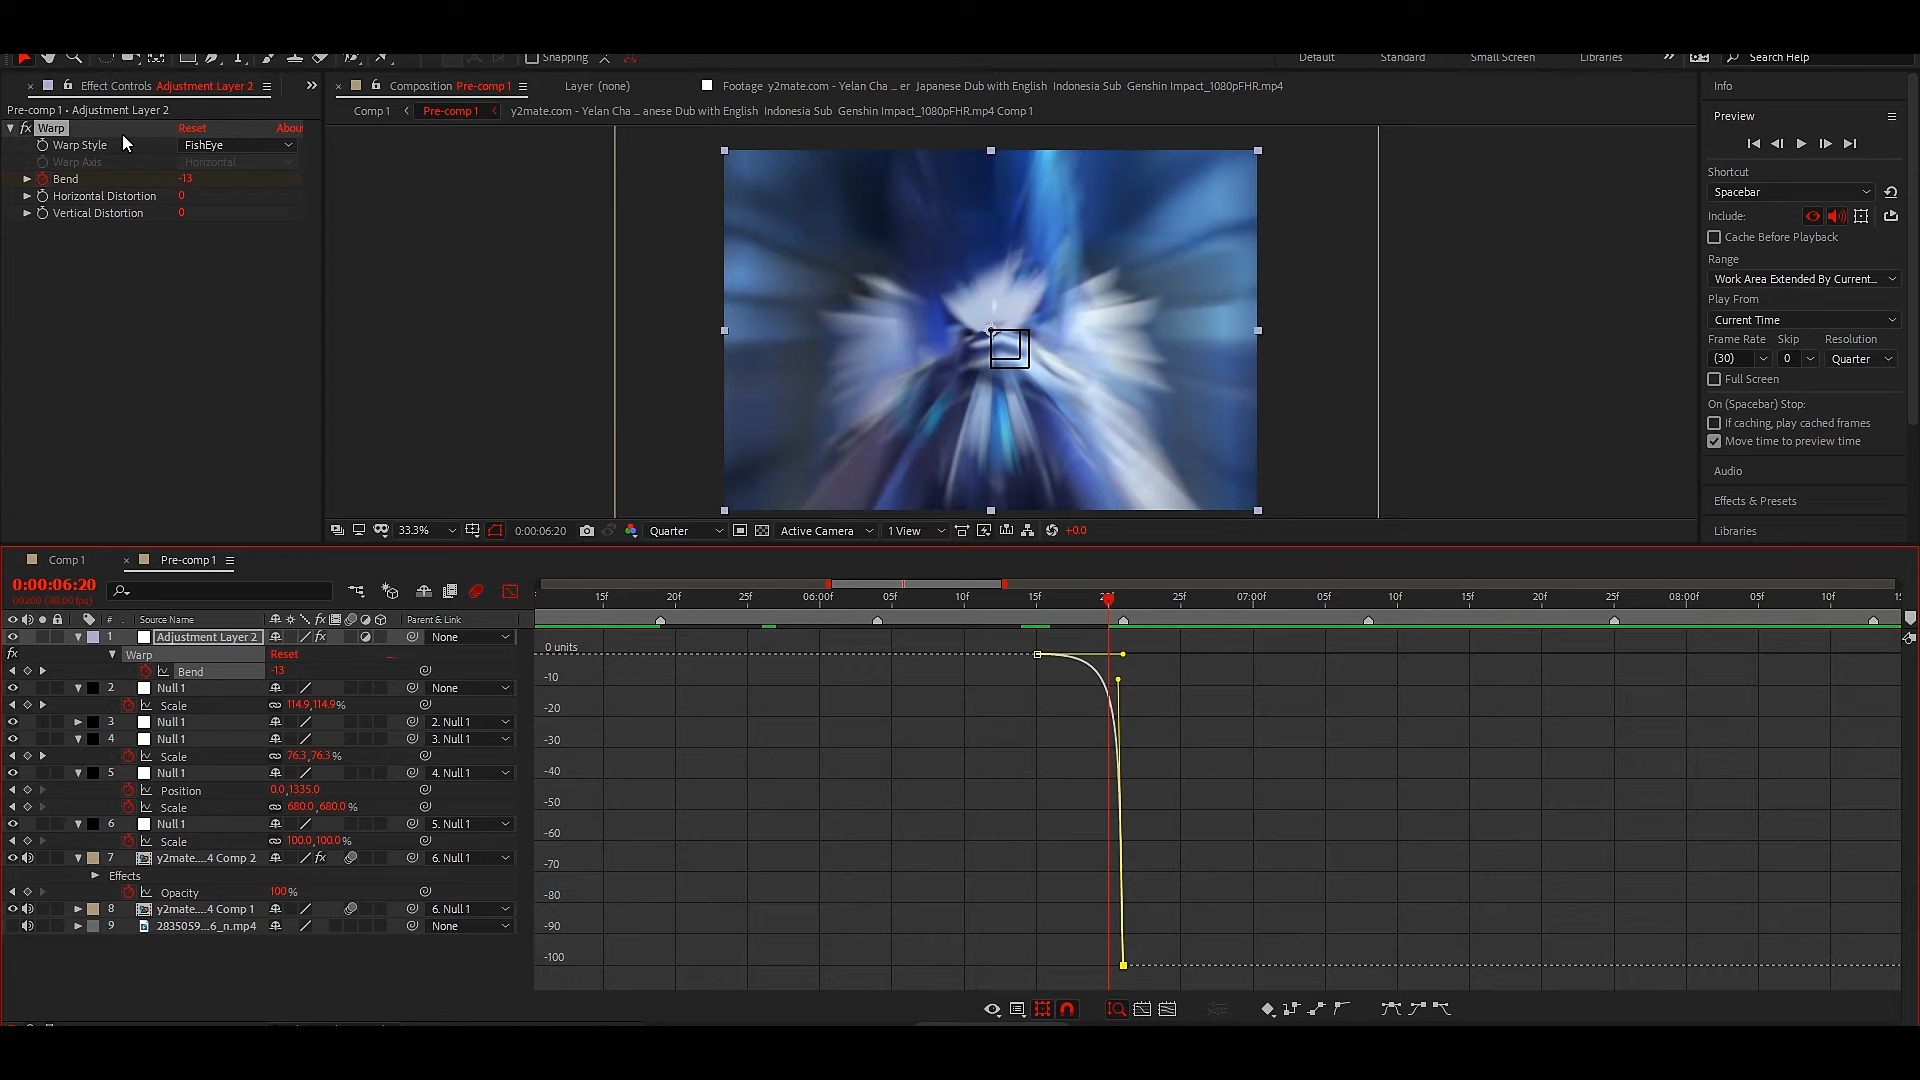 Snapping
Default
Standard
Small Screen
Libraries
Search Help
Effect Controls Adjustment Layer 2
Composition Pre-comp 1
Layer (none)
Footage y2mate.com - Yelan Cha ... er Japanese Dub with English Indonesia Sub Genshin Impact_1080pFHR.mp4
Info
Pre-comp 1 • Adjustment Layer 2
Comp 1
Pre-comp 1
y2mate.com - Yelan Cha ... anese Dub with English Indonesia Sub Genshin Impact_1080pFHR.mp4 Comp 1
Preview
fx Warp
Reset
Abou
Warp Style
FishEye
Warp Axis
Horizontal
Bend
-13
Horizontal Distortion
0
Vertical Distortion
0
Shortcut
Spacebar
Include:
Cache Before Playback
Range
Work Area Extended By Current...
Play From
Current Time
Frame Rate Skip Resolution
(30) 0 Quarter
Full Screen
On (Spacebar) Stop:
If caching, play cached frames
Move time to preview time
Audio
Effects & Presets
Libraries
33.3%
0:00:06:20
Quarter
Active Camera
1 View
+0.0
Comp 1
Pre-comp 1
0:00:06:20
00200 (30.00 fps)
15f 20f 25f 06:00f 05f 10f 15f 25f 07:00f 05f 10f 15f 20f 25f 08:00f 05f 10f
# Source Name
fx
Parent & Link
1 Adjustment Layer 2 fx None
fx Warp Reset ...
Bend -13
2 Null 1 None
Scale 114.9,114.9%
3 Null 1 2. Null 1
4 Null 1 3. Null 1
Scale 76.3,76.3%
5 Null 1 4. Null 1
Position 0.0,1335.0
Scale 680.0,680.0%
6 Null 1 5. Null 1
Scale 100.0,100.0%
7 y2mate....4 Comp 2 fx 6. Null 1
Effects
Opacity 100%
8 y2mate....4 Comp 1 6. Null 1
9 2835059...6_n.mp4 None
0 units
-10
-20
-30
-40
-50
-60
-70
-80
-90
-100